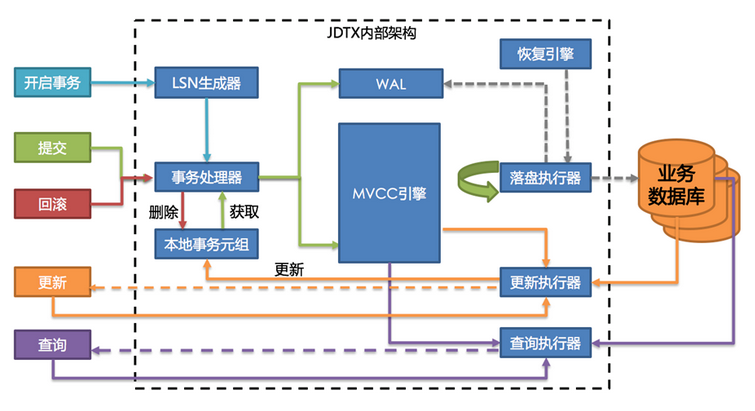 JDTX内部架构
恢复引擎
开启事务
LSN生成器
WAL
提交
MVCC引擎
事务处理器
落盘执行器
业务
数据库
回滚
删除
获取
本地事务元组
更新
更新
更新执行器
查询
查询执行器